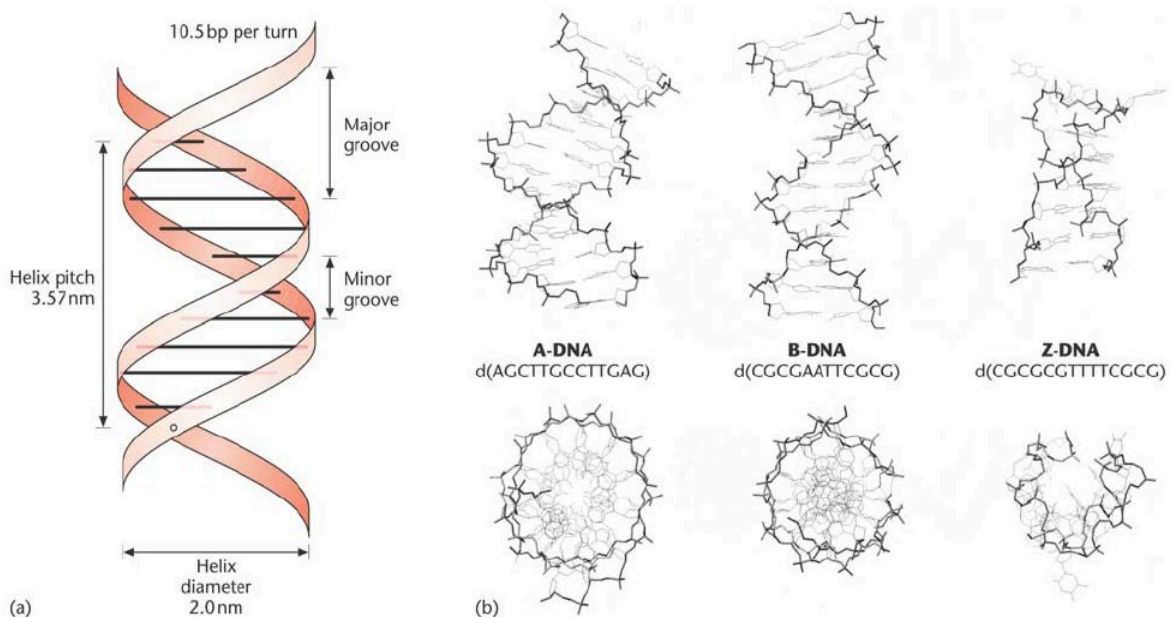 10.5 bp per turn
Major
groove
Helix pitch
3.57 nm
Minor
groove
Helix
diameter
2.0 nm
(a)
A-DNA
d(AGCTTGCCTTGAG)
B-DNA
d(CGCGAATTCGCG)
Z-DNA
d(CGCGCGTTTTCGCG)
(b)